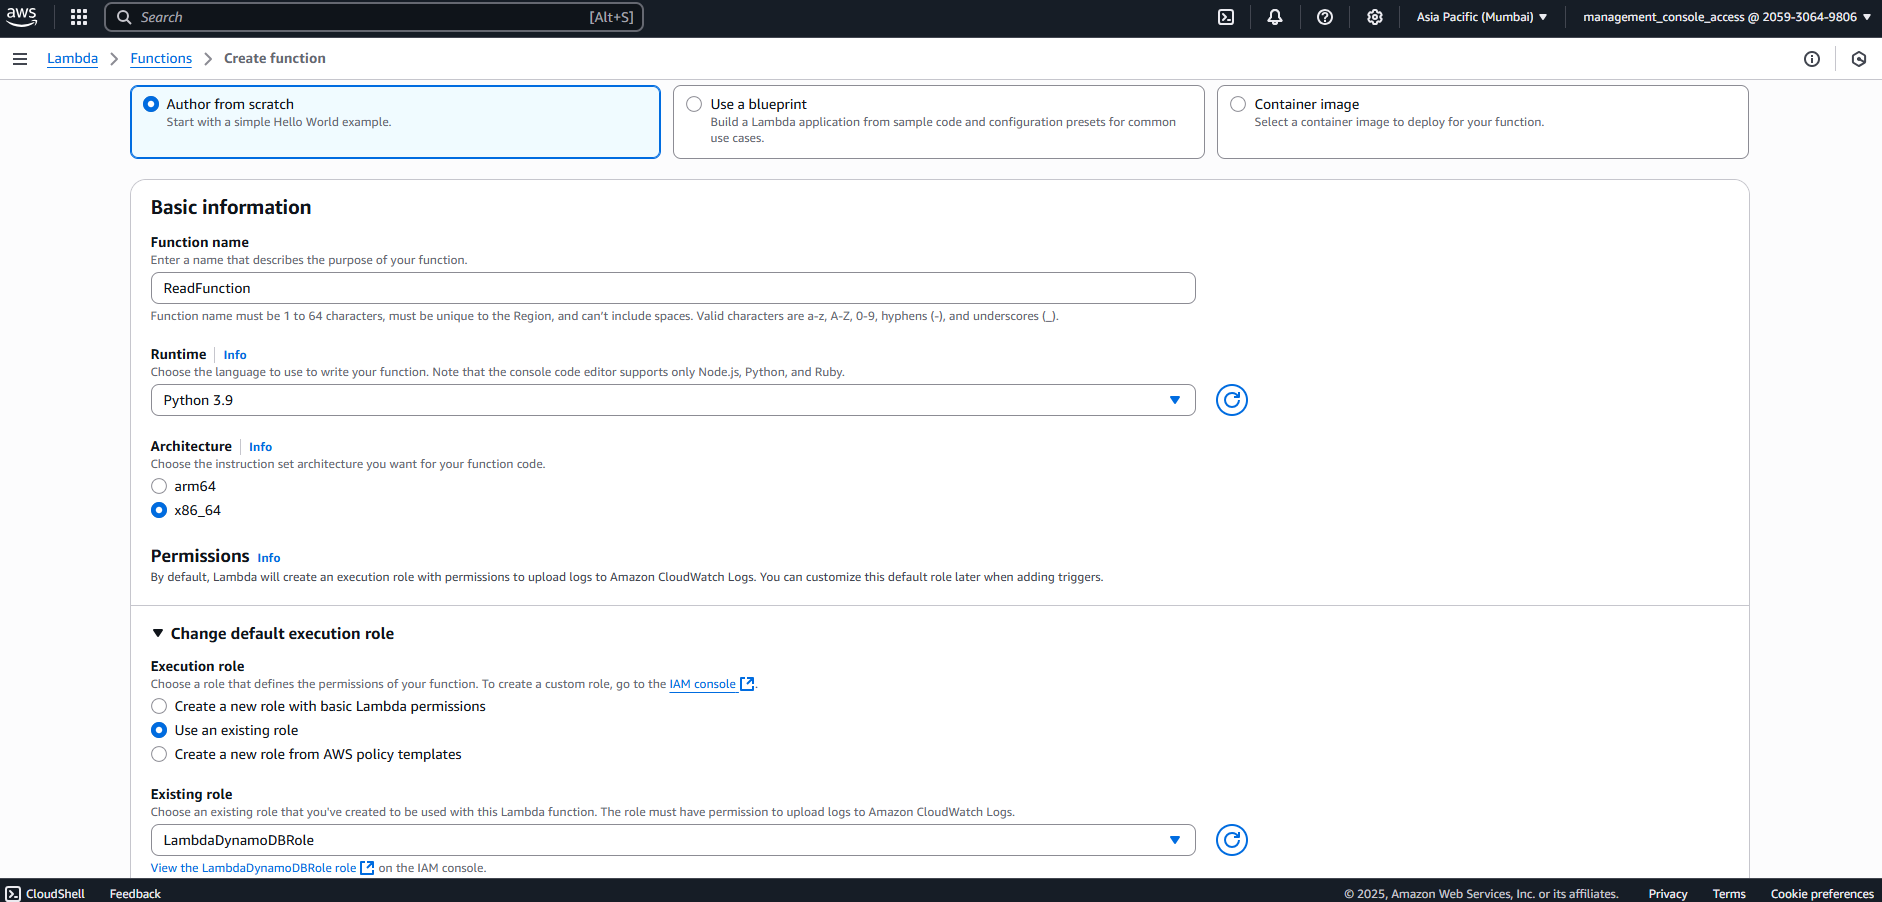 aws
Search [Alt+S]
Asia Pacific (Mumbai)
management_console_access @ 2059-3064-9806
Lambda
Functions
Create function
Author from scratch
Start with a simple Hello World example.
Use a blueprint
Build a Lambda application from sample code and configuration presets for common
use cases.
Container image
Select a container image to deploy for your function.
Basic information
Function name
Enter a name that describes the purpose of your function.
ReadFunction
Function name must be 1 to 64 characters, must be unique to the Region, and can’t include spaces. Valid characters are a-z, A-Z, 0-9, hyphens (-), and underscores (_).
Runtime Info
Choose the language to use to write your function. Note that the console code editor supports only Node.js, Python, and Ruby.
Python 3.9
Architecture Info
Choose the instruction set architecture you want for your function code.
arm64
x86_64
Permissions Info
By default, Lambda will create an execution role with permissions to upload logs to Amazon CloudWatch Logs. You can customize this default role later when adding triggers.
Change default execution role
Execution role
Choose a role that defines the permissions of your function. To create a custom role, go to the IAM console.
Create a new role with basic Lambda permissions
Use an existing role
Create a new role from AWS policy templates
Existing role
Choose an existing role that you've created to be used with this Lambda function. The role must have permission to upload logs to Amazon CloudWatch Logs.
LambdaDynamoDBRole
View the LambdaDynamoDBRole role on the IAM console.
CloudShell Feedback © 2025, Amazon Web Services, Inc. or its affiliates. Privacy Terms Cookie preferences